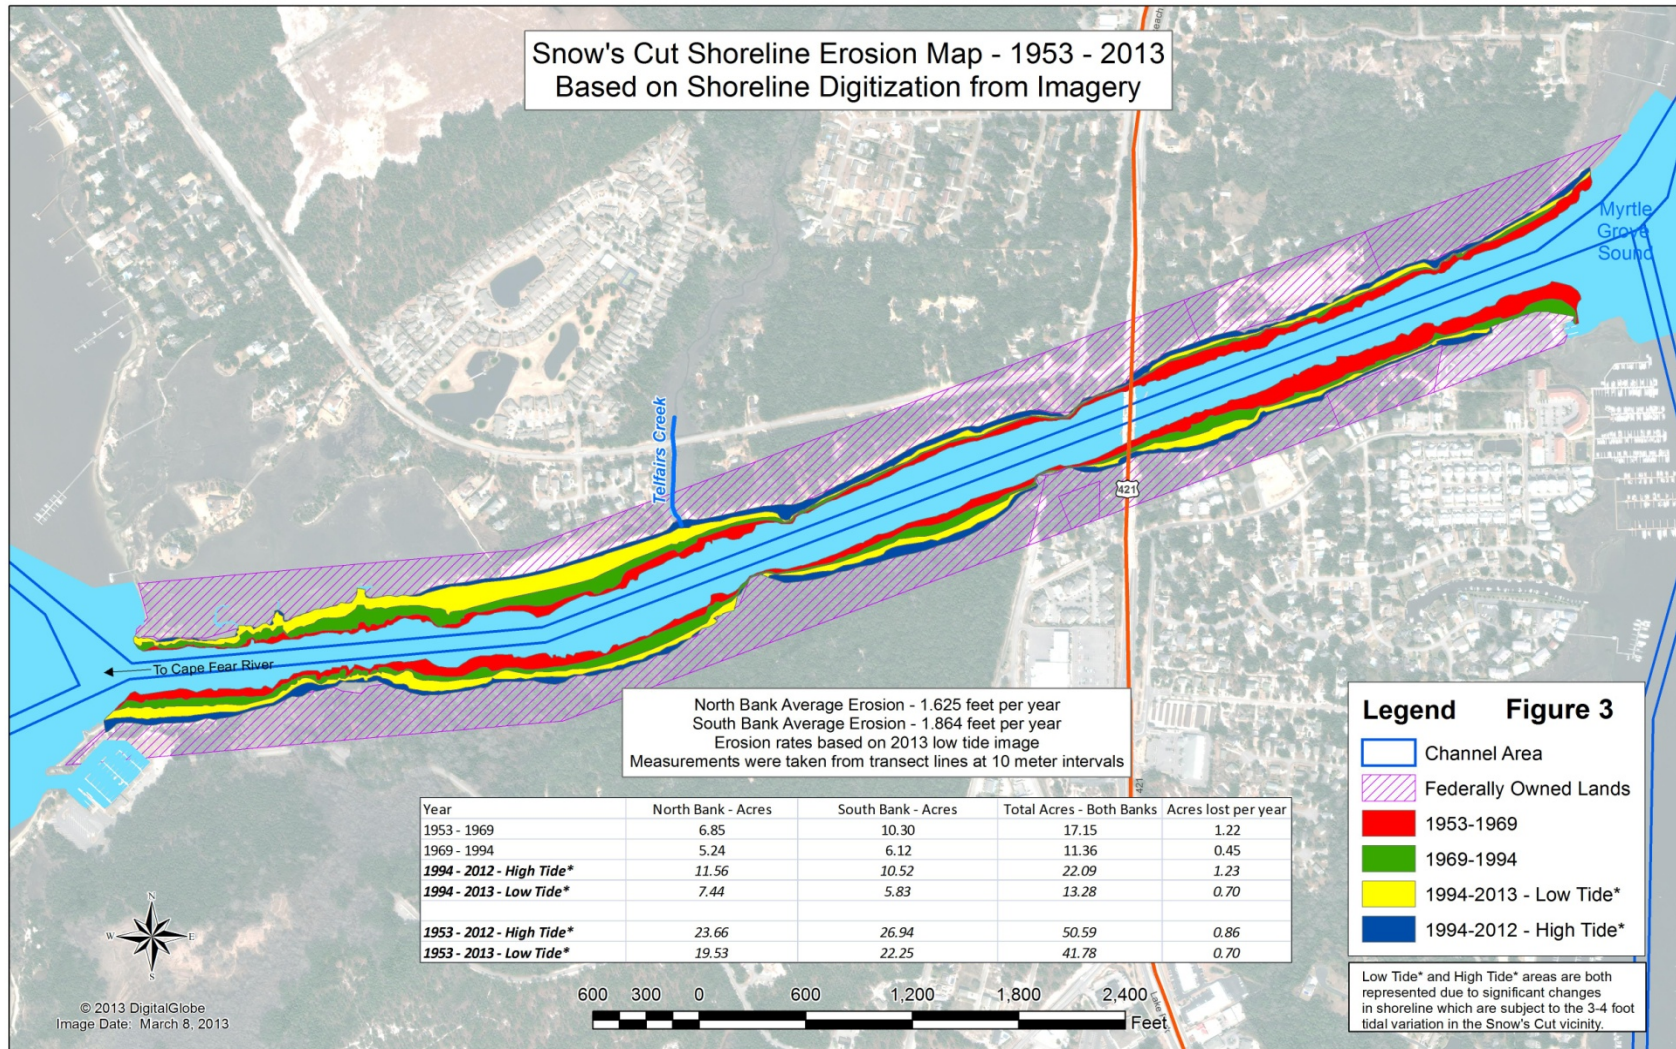 Snow's Cut Shoreline Erosion Map - 1953 - 2013
Based on Shoreline Digitization from Imagery
each
Myrtle
Grove
Sound
Telfairs Creek
421
To Cape Fear River
North Bank Average Erosion - 1.625 feet per year
South Bank Average Erosion - 1.864 feet per year
Erosion rates based on 2013 low tide image
Measurements were taken from transect lines at 10 meter intervals
421
Year North Bank - Acres South Bank - Acres Total Acres - Both Banks Acres lost per year
1953 - 1969 6.85 10.30 17.15 1.22
1969 - 1994 5.24 6.12 11.36 0.45
1994 - 2012 - High Tide* 11.56 10.52 22.09 1.23
1994 - 2013 - Low Tide* 7.44 5.83 13.28 0.70
1953 - 2012 - High Tide* 23.66 26.94 50.59 0.86
1953 - 2013 - Low Tide* 19.53 22.25 41.78 0.70
Legend Figure 3
Channel Area
Federally Owned Lands
1953-1969
1969-1994
1994-2013 - Low Tide*
1994-2012 - High Tide*
Low Tide* and High Tide* areas are both
represented due to significant changes
in shoreline which are subject to the 3-4 foot
tidal variation in the Snow's Cut vicinity.
N
W E
S
© 2013 DigitalGlobe
Image Date: March 8, 2013
600 300 0 600 1,200 1,800 2,400
Feet
Lake